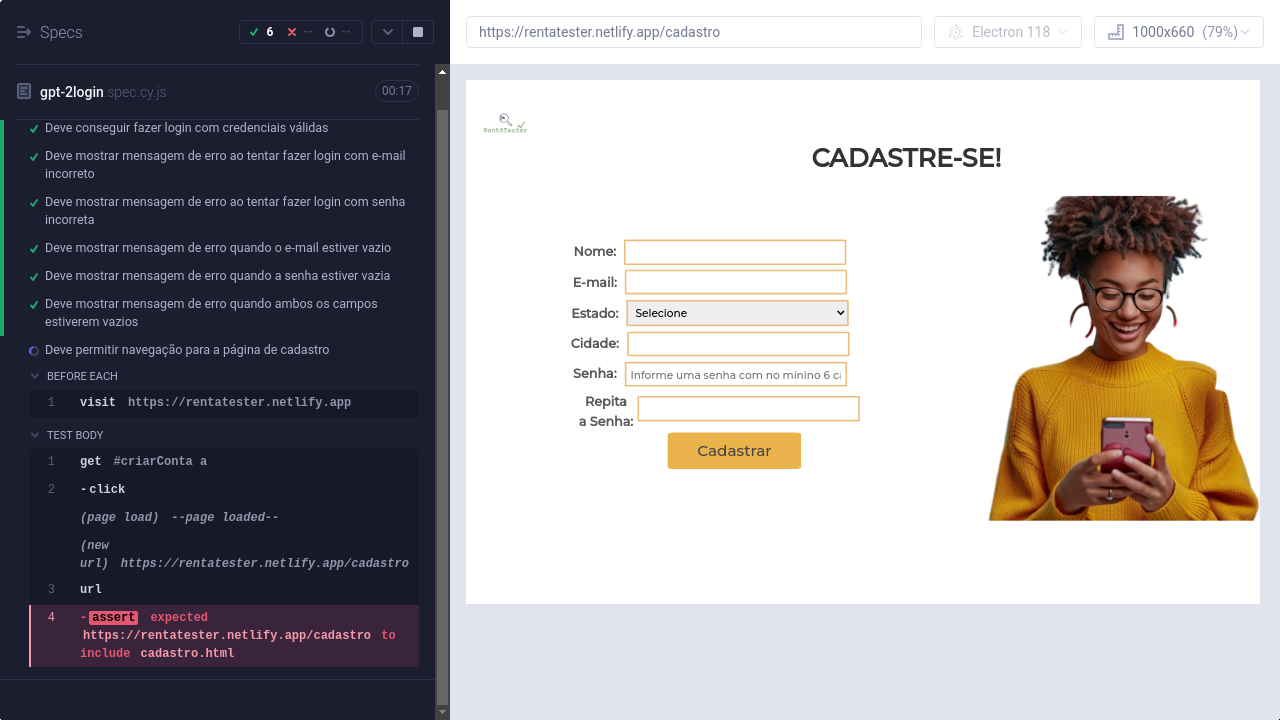 Specs
6
--
--
https://rentatester.netlify.app/cadastro
Electron 118
1000x660 (79%)
gpt-2login.spec.cy.js
00:17
Deve conseguir fazer login com credenciais válidas
Deve mostrar mensagem de erro ao tentar fazer login com e-mail
incorreto
Deve mostrar mensagem de erro ao tentar fazer login com senha
incorreta
Deve mostrar mensagem de erro quando o e-mail estiver vazio
Deve mostrar mensagem de erro quando a senha estiver vazia
Deve mostrar mensagem de erro quando ambos os campos
estiverem vazios
Deve permitir navegação para a página de cadastro
BEFORE EACH
1 visit https://rentatester.netlify.app
TEST BODY
1 get #criarConta a
2 -click
(page load) --page loaded--
(new
url) https://rentatester.netlify.app/cadastro
3 url
4 -assert expected
https://rentatester.netlify.app/cadastro to
include cadastro.html
RentATester
CADASTRE-SE!
Nome:
E-mail:
Estado: Selecione
Cidade:
Senha: Informe uma senha com no mínino 6 ca
Repita
a Senha:
Cadastrar